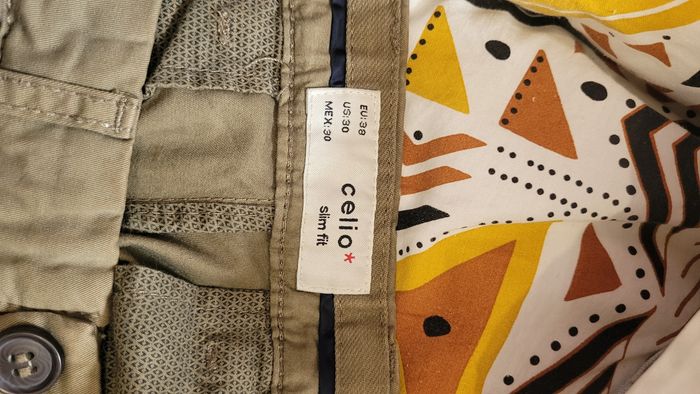 EU:38
US:30
MEX:30
celio*
slim fit